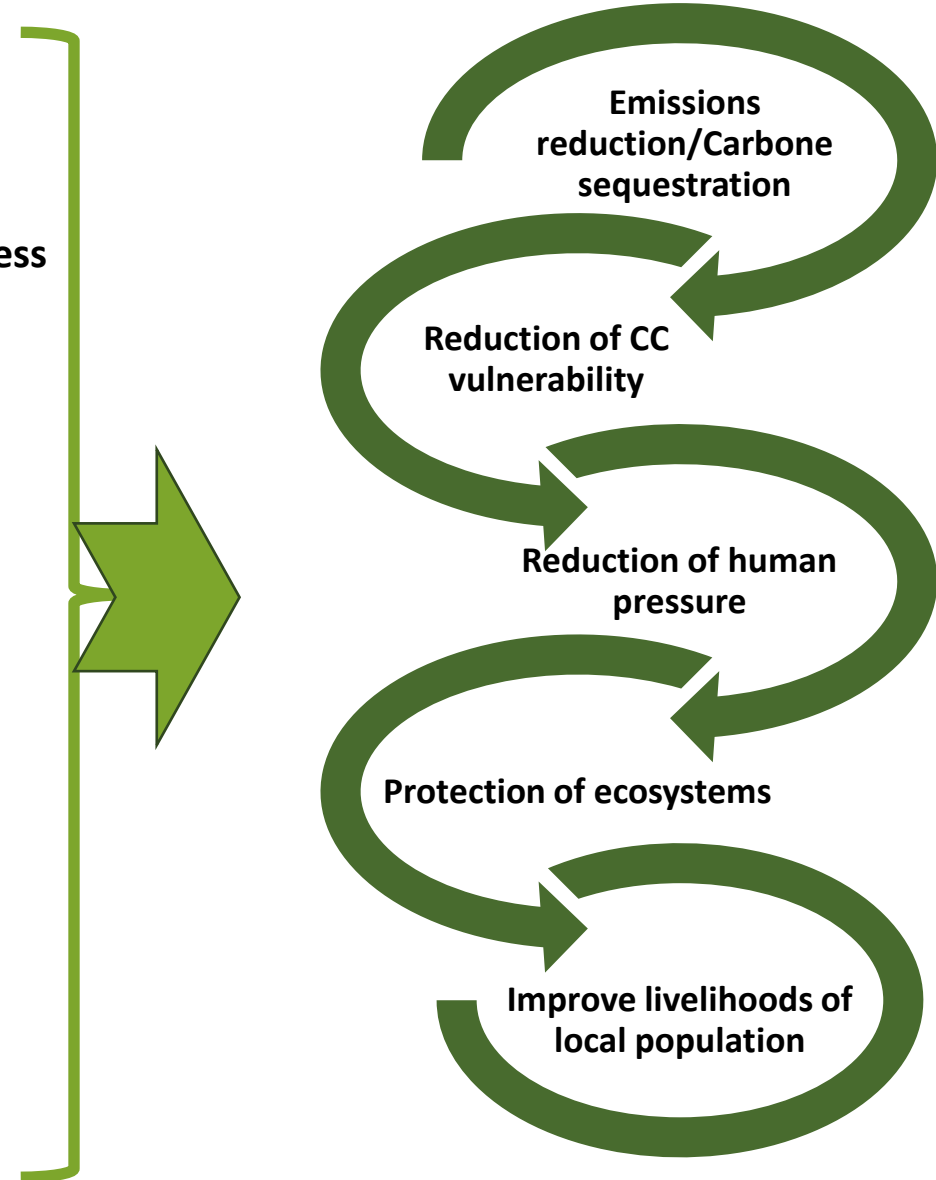 ess
Emissions
reduction/Carbone
sequestration
Reduction of CC
vulnerability
Reduction of human
pressure
Protection of ecosystems
Improve livelihoods of
local population